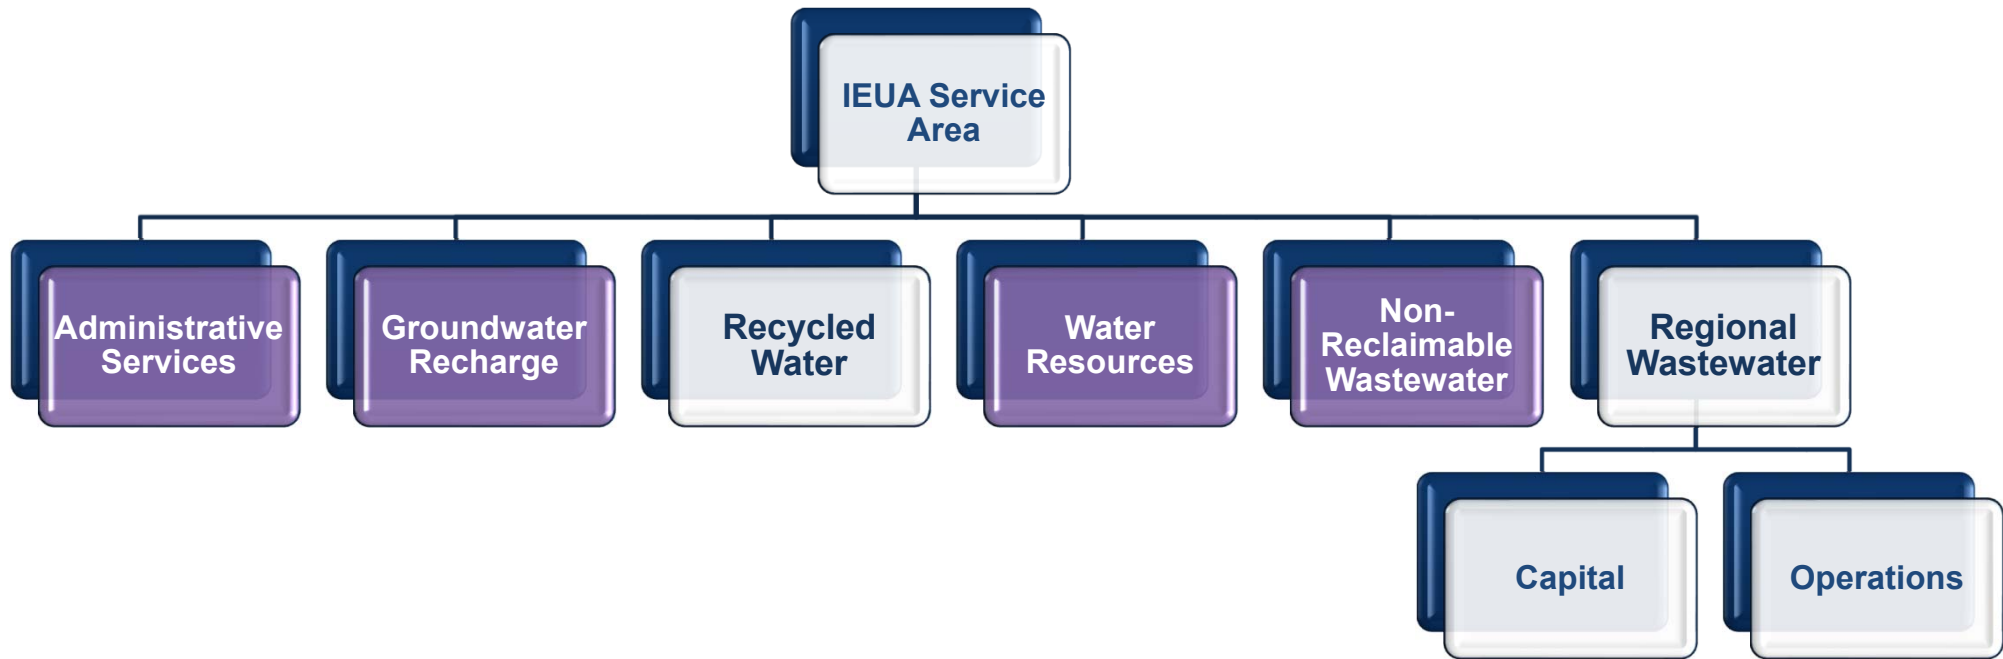 IEUA Service
Area
Administrative
Services
Groundwater
Recharge
Recycled
Water
Water
Resources
Non-
Reclaimable
Wastewater
Regional
Wastewater
Capital
Operations